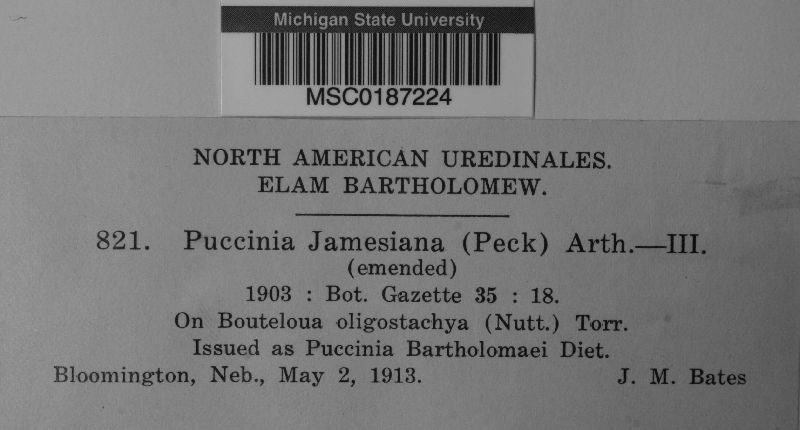 Michigan State University
MSC0187224
NORTH AMERICAN UREDINALES.
ELAM BARTHOLOMEW.
821. Puccinia Jamesiana (Peck) Arth.—III.
(emended)
1903 : Bot. Gazette 35 : 18.
On Bouteloua oligostachya (Nutt.) Torr.
Issued as Puccinia Bartholomaei Diet.
Bloomington, Neb., May 2, 1913. J. M. Bates